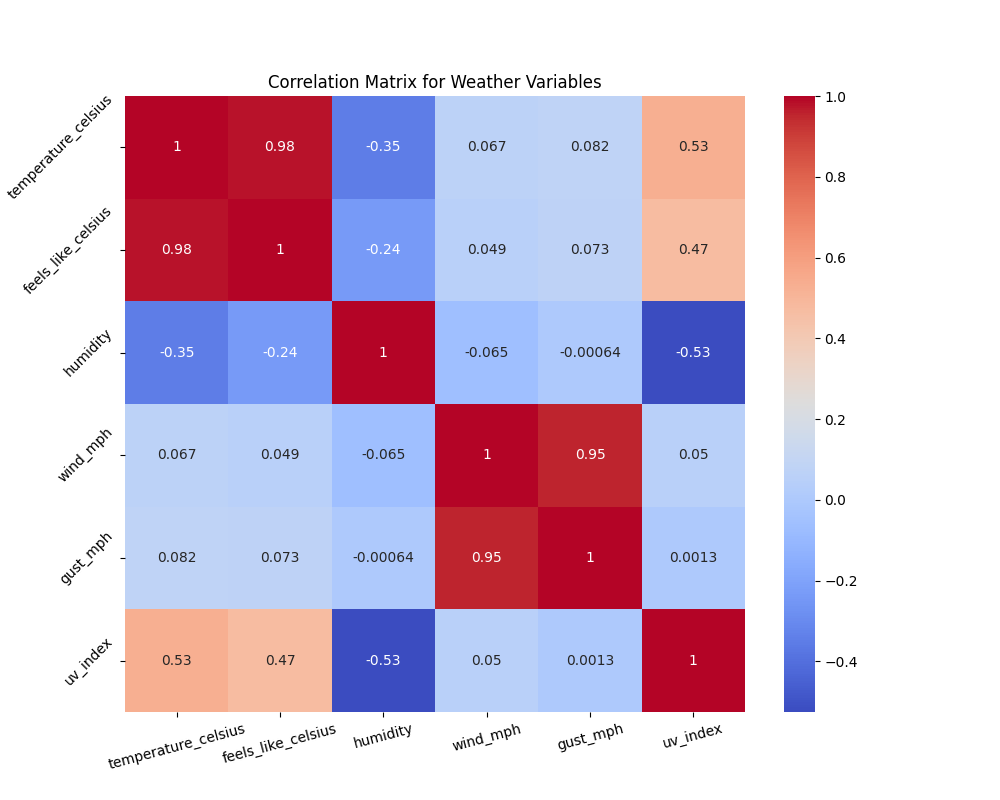 Correlation Matrix for Weather Variables
temperature_celsius
1 0.98 -0.35 0.067 0.082 0.53
feels_like_celsius
0.98 1 -0.24 0.049 0.073 0.47
humidity
-0.35 -0.24 1 -0.065 -0.00064 -0.53
wind_mph
0.067 0.049 -0.065 1 0.95 0.05
gust_mph
0.082 0.073 -0.00064 0.95 1 0.0013
uv_index
0.53 0.47 -0.53 0.05 0.0013 1
temperature_celsius feels_like_celsius humidity wind_mph gust_mph uv_index
1.0
0.8
0.6
0.4
0.2
0.0
−0.2
−0.4